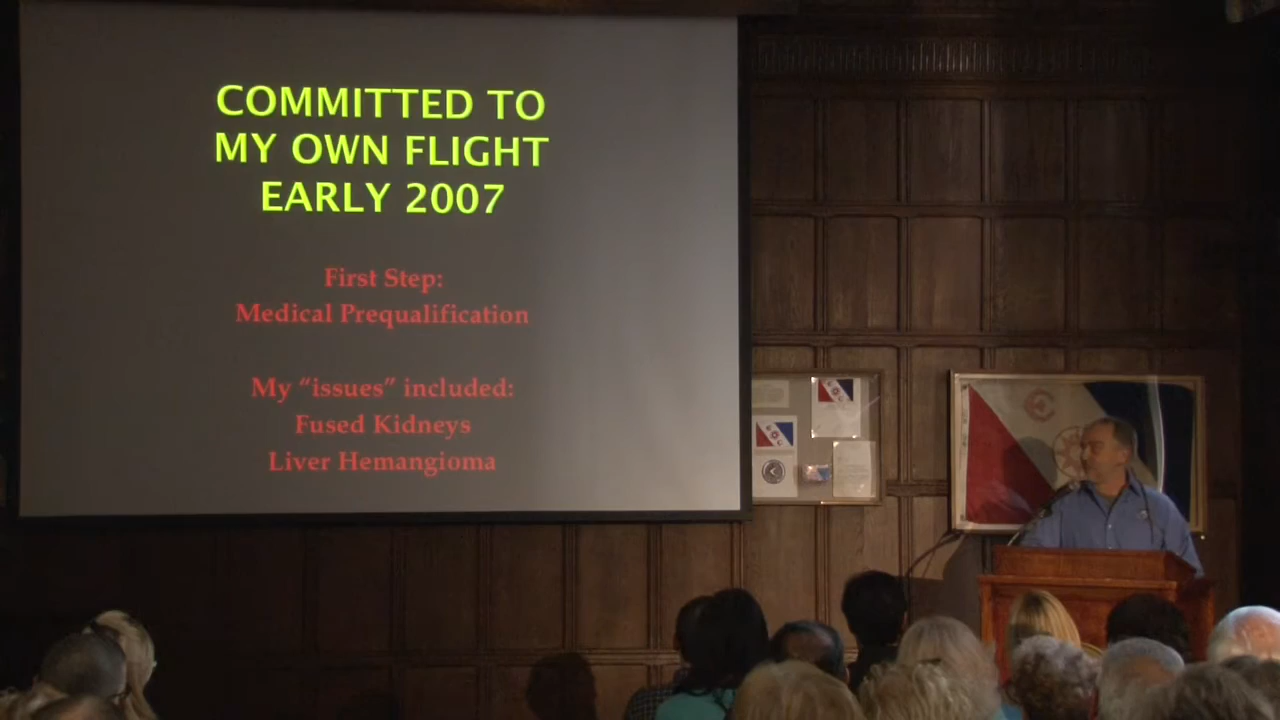 COMMITTED TO
MY OWN FLIGHT
EARLY 2007
First Step:
Medical Prequalification
My “issues” included:
Fused Kidneys
Liver Hemangioma